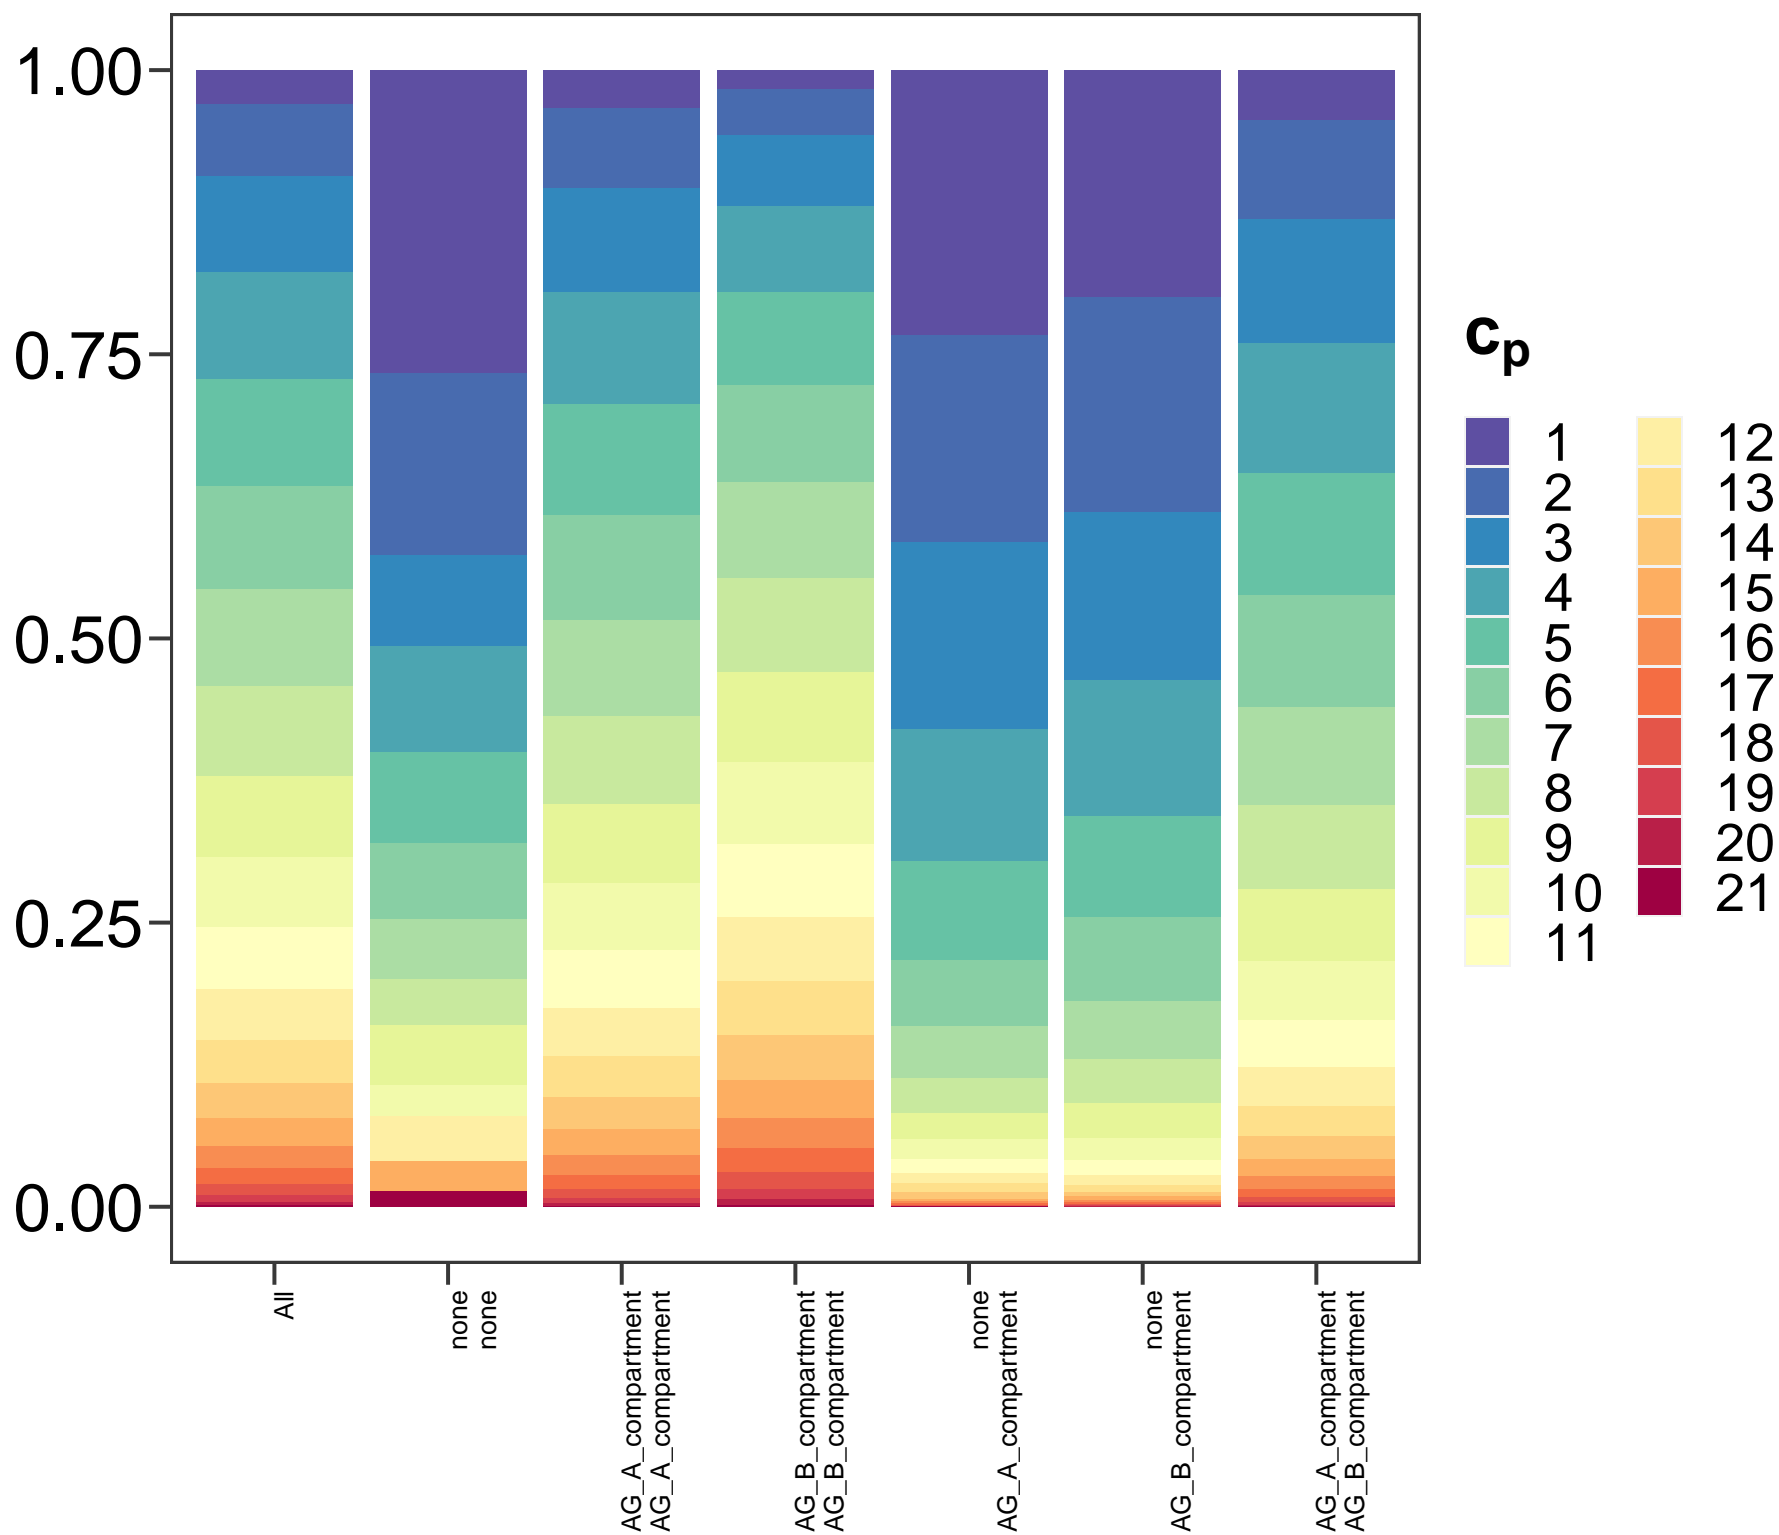 1.00
0.75
0.50
0.25
0.00
All
none
none
AG_A_compartment
AG_A_compartment
AG_B_compartment
AG_B_compartment
none
AG_A_compartment
none
AG_B_compartment
AG_A_compartment
AG_B_compartment
cp
1
2
3
4
5
6
7
8
9
10
11
12
13
14
15
16
17
18
19
20
21